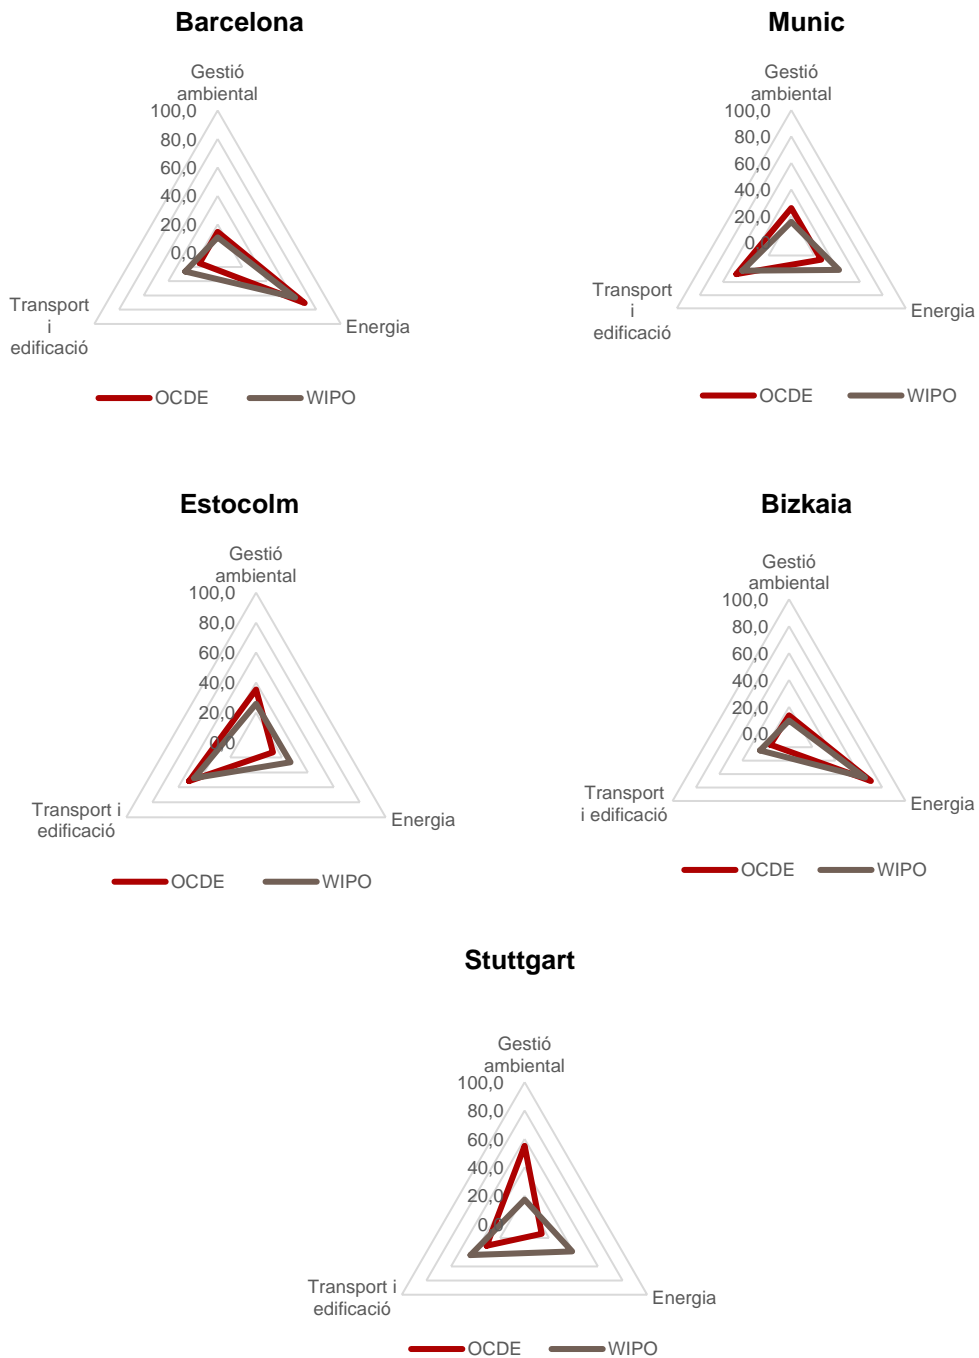 Barcelona
Gestió
ambiental
100,0
80,0
60,0
40,0
20,0
0,0
Transport
i
edificació
Energia
OCDE
WIPO
Munic
Gestió
ambiental
100,0
80,0
60,0
40,0
20,0
0,0
Transport
i
edificació
Energia
OCDE
WIPO
Estocolm
Gestió
ambiental
100,0
80,0
60,0
40,0
20,0
0,0
Transport i
edificació
Energia
OCDE
WIPO
Bizkaia
Gestió
ambiental
100,0
80,0
60,0
40,0
20,0
0,0
Transport
i edificació
Energia
OCDE
WIPO
Stuttgart
Gestió
ambiental
100,0
80,0
60,0
40,0
20,0
0,0
Transport i
edificació
Energia
OCDE
WIPO